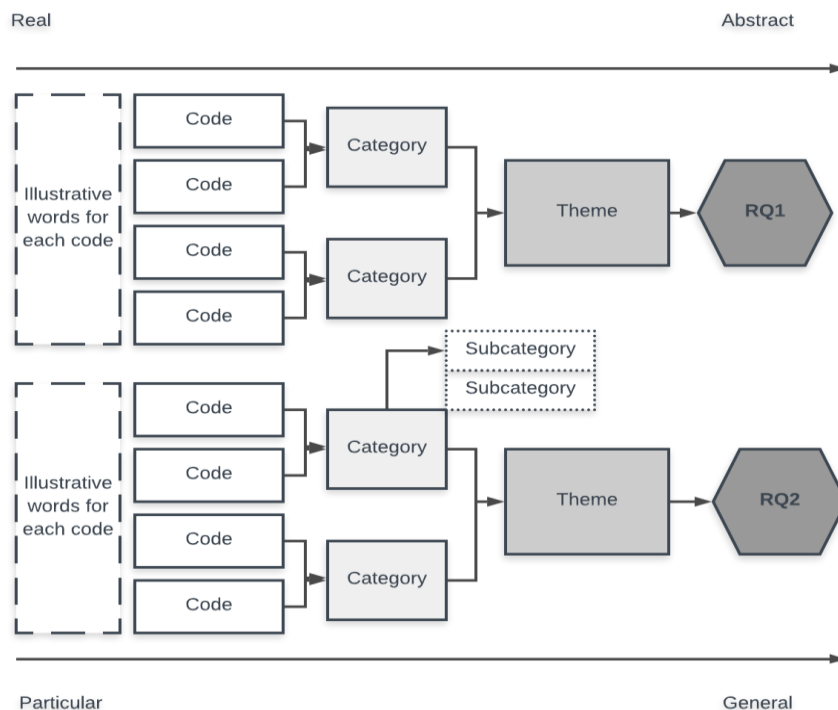 Real
Abstract
Code
Code
Code
Code
Illustrative
words for
each code
Category
Category
Theme
RQ1
Subcategory
Subcategory
Code
Code
Code
Code
Illustrative
words for
each code
Category
Category
Theme
RQ2
Particular
General